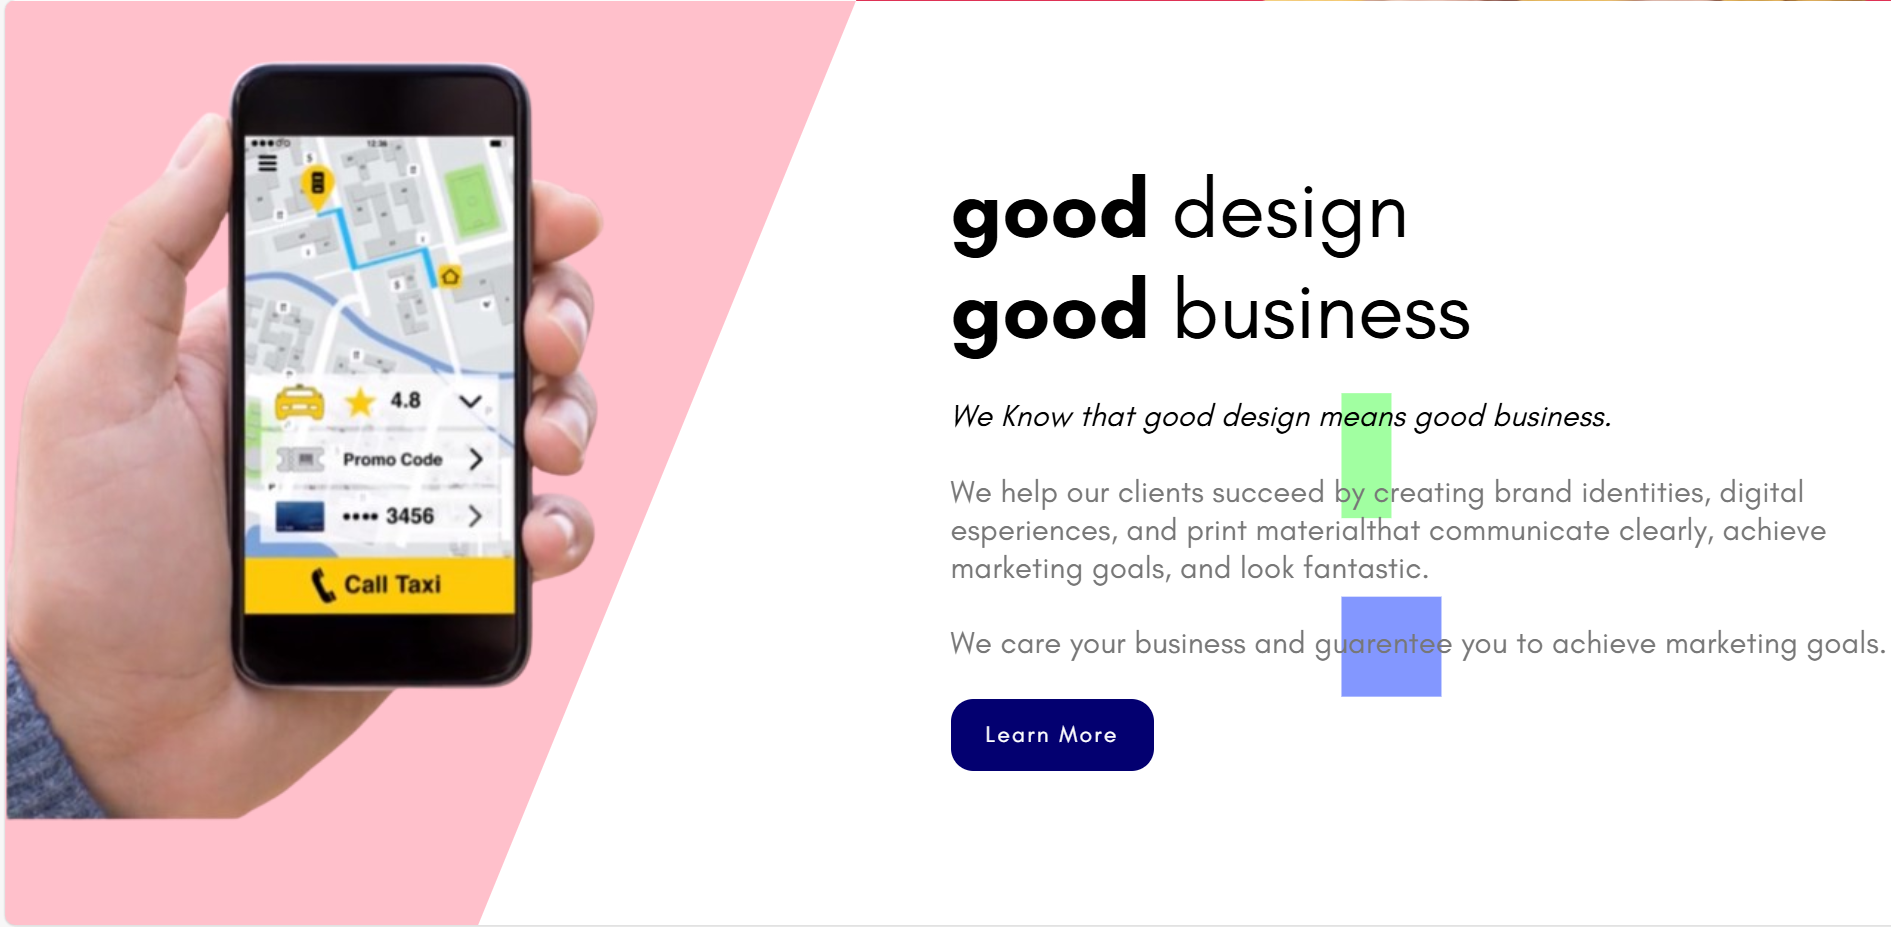 12:36
4.8
Promo Code
•••• 3456
Call Taxi
good design
good business
We Know that good design means good business.
We help our clients succeed by creating brand identities, digital
esperiences, and print materialthat communicate clearly, achieve
marketing goals, and look fantastic.
We care your business and guarentee you to achieve marketing goals.
Learn More